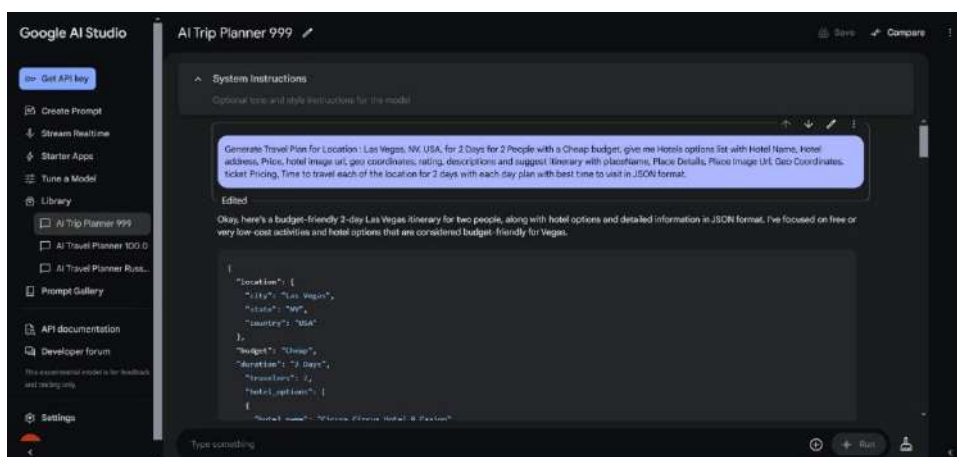 Google AI Studio
Get API key
Create Prompt
Stream Realtime
Starter Apps
Tune a Model
Library
AI Trip Planner 999
AI Travel Planner 100.0
AI Travel Planner Russ...
Prompt Gallery
API documentation
Developer forum
This experimental model is for feedback
and testing only.
Settings
AI Trip Planner 999
Save
Compare
System Instructions
Optional tone and style instructions for the model
Generate Travel Plan for Location : Las Vegas, NV, USA, for 2 Days for 2 People with a Cheap budget, give me Hotels options list with Hotel Name, Hotel
address, Price, hotel image url, geo coordinates, rating, descriptions and suggest itinerary with placeName, Place Details, Place Image Url, Geo Coordinates,
ticket Pricing, Time to travel each of the location for 2 days with each day plan with best time to visit in JSON format.
Edited
Okay, here's a budget-friendly 2-day Las Vegas itinerary for two people, along with hotel options and detailed information in JSON format. I've focused on free or
very low-cost activities and hotel options that are considered budget-friendly for Vegas.
{
"location": {
"city": "Las Vegas",
"state": "NV",
"country": "USA"
},
"budget": "Cheap",
"duration": "2 Days",
"travelers": 2,
"hotel_options": [
{
"hotel_name": "Circus Circus Hotel & Casino"
Type something
Run